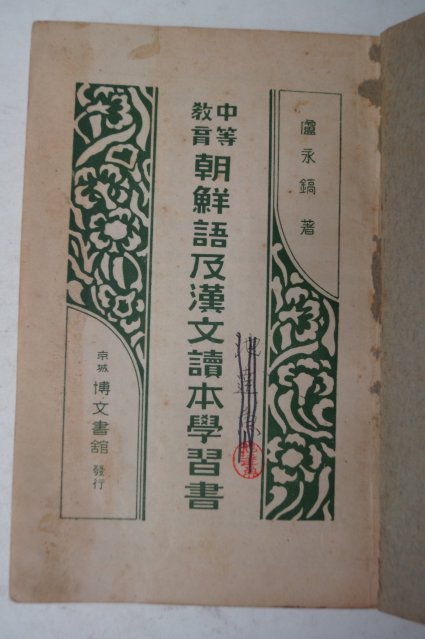 盧永鎬 著
中等教育
朝鮮語及漢文讀本學習書
京城 博文書舘 發行